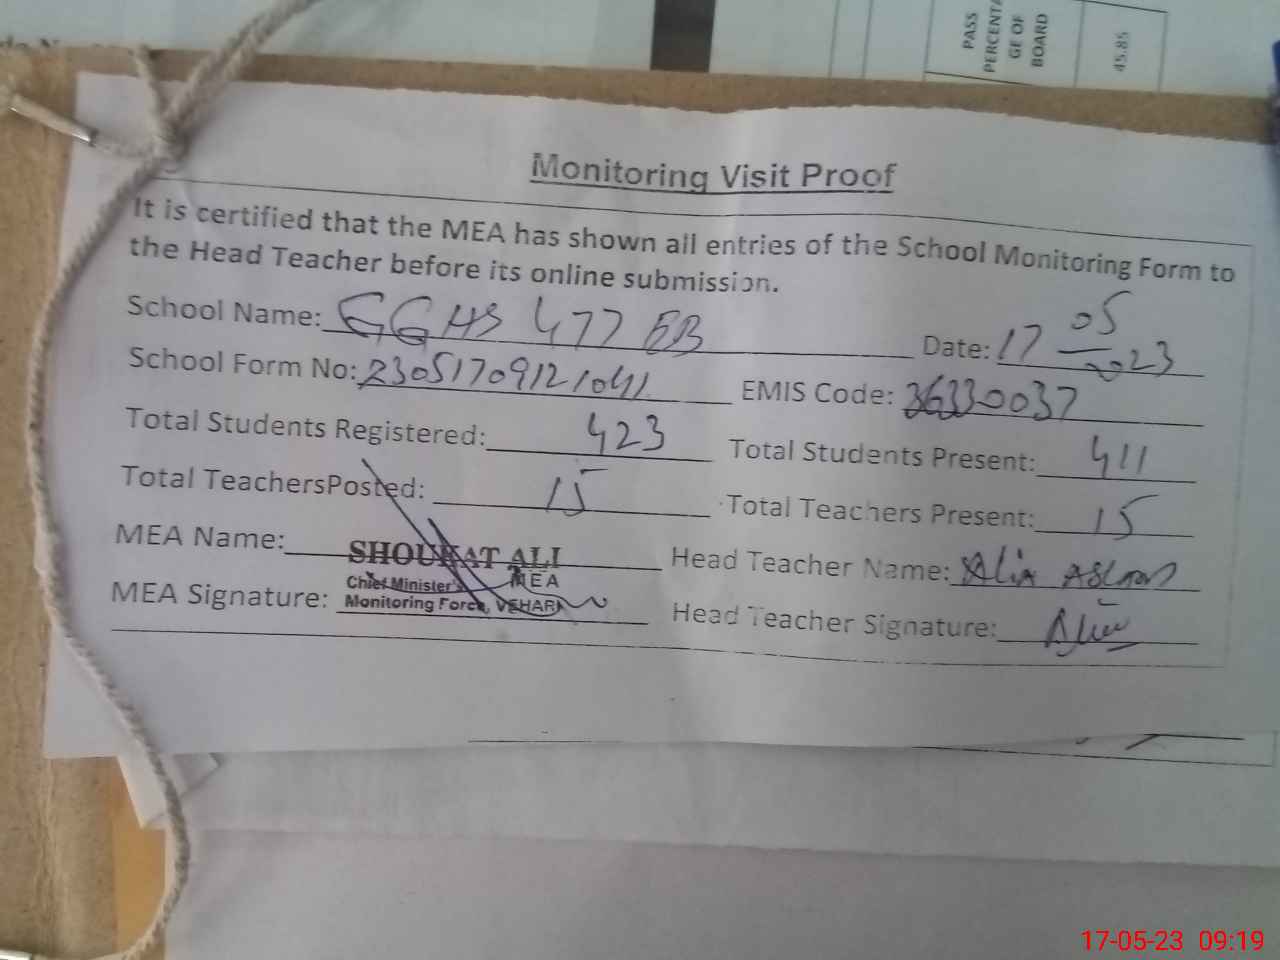 PASS
PERCENTA
GE OF
BOARD
45.85
Monitoring Visit Proof
It is certified that the MEA has shown all entries of the School Monitoring Form to
the Head Teacher before its online submission.
School Name: GGHS 477 EB Date: 17 05 2023
School Form No: 23051709121041 EMIS Code: 36330037
Total Students Registered: 423 Total Students Present: 411
Total TeachersPosted: 15 Total Teachers Present: 15
MEA Name: SHOUKAT ALI Head Teacher Name: Alia Aslam
Chief Minister's MEA
Monitoring Force, VEHARI
MEA Signature: Head Teacher Signature: Alia
17-05-23 09:19